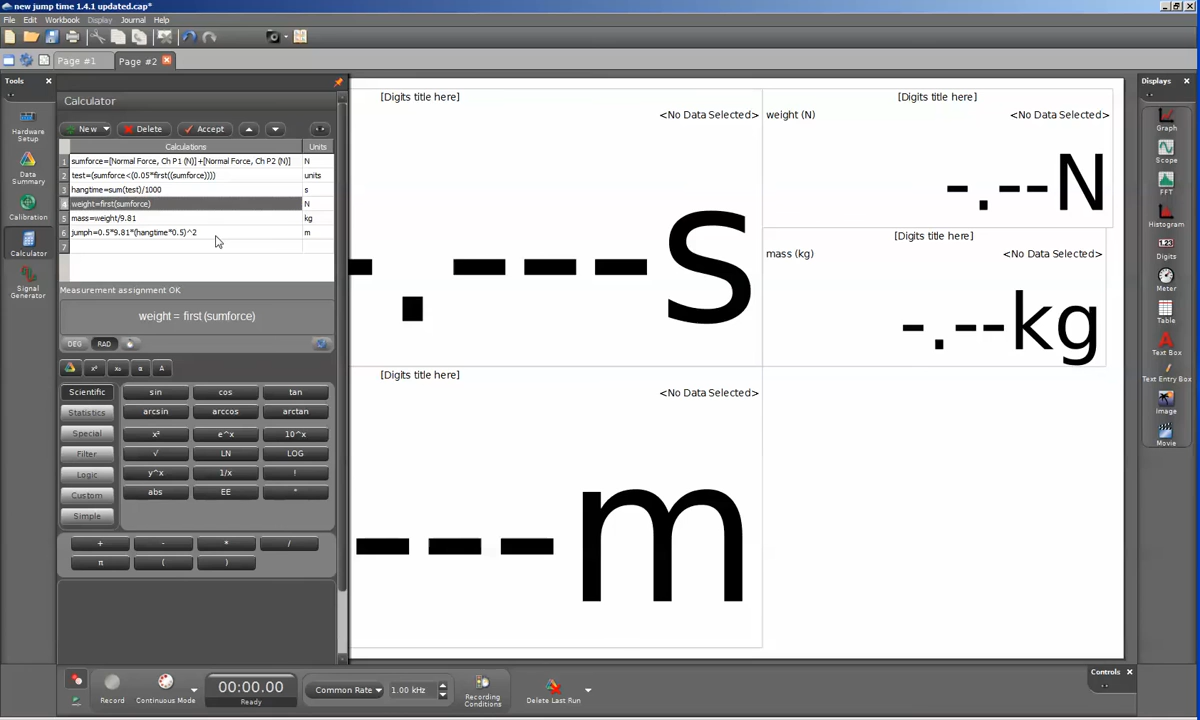 new jump time 1.4.1 updated.cap*
File Edit Workbook Display Journal Help
Page #1 Page #2
Tools
Hardware Setup
Data Summary
Calibration
Calculator
Signal Generator
Calculator
New Delete Accept
Calculations Units
1 sumforce=[Normal Force, Ch P1 (N)]+[Normal Force, Ch P2 (N)] N
2 test=(sumforce<(0.05*first((sumforce)))) units
3 hangtime=sum(test)/1000 s
4 weight=first(sumforce) N
5 mass=weight/9.81 kg
6 jumph=0.5*9.81*(hangtime*0.5)^2 m
7
Measurement assignment OK
weight = first (sumforce)
DEG RAD
x² x₀ α A
Scientific sin cos tan
Statistics arcsin arccos arctan
Special x² e^x 10^x
Filter √ LN LOG
Logic y^x 1/x !
Custom abs EE °
Simple
+ - * /
π ( )
[Digits title here]
<No Data Selected>
-.---s
[Digits title here]
<No Data Selected>
---m
[Digits title here]
weight (N) <No Data Selected>
-.--N
[Digits title here]
mass (kg) <No Data Selected>
-.--kg
Displays
Graph
Scope
FFT
Histogram
Digits
Meter
Table
Text Box
Text Entry Box
Image
Movie
Record
Continuous Mode
00:00.00
Ready
Common Rate 1.00 kHz
Recording Conditions
Delete Last Run
Controls